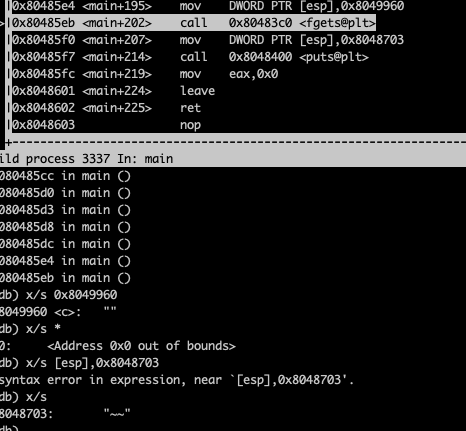 |0x80485e4 <main+195>    mov    DWORD PTR [esp],0x8049960
>|0x80485eb <main+202>    call   0x80483c0 <fgets@plt>
|0x80485f0 <main+207>    mov    DWORD PTR [esp],0x8048703
|0x80485f7 <main+214>    call   0x8048400 <puts@plt>
|0x80485fc <main+219>    mov    eax,0x0
|0x8048601 <main+224>    leave
|0x8048602 <main+225>    ret
|0x8048603               nop
+--------------------------------------------------------------
ild process 3337 In: main
080485cc in main ()
080485d0 in main ()
080485d3 in main ()
080485d8 in main ()
080485dc in main ()
080485e4 in main ()
080485eb in main ()
db) x/s 0x8049960
8049960 <c>:     ""
db) x/s *
0:      <Address 0x0 out of bounds>
db) x/s [esp],0x8048703
syntax error in expression, near `[esp],0x8048703'.
db) x/s
8048703:         "~~"
db)